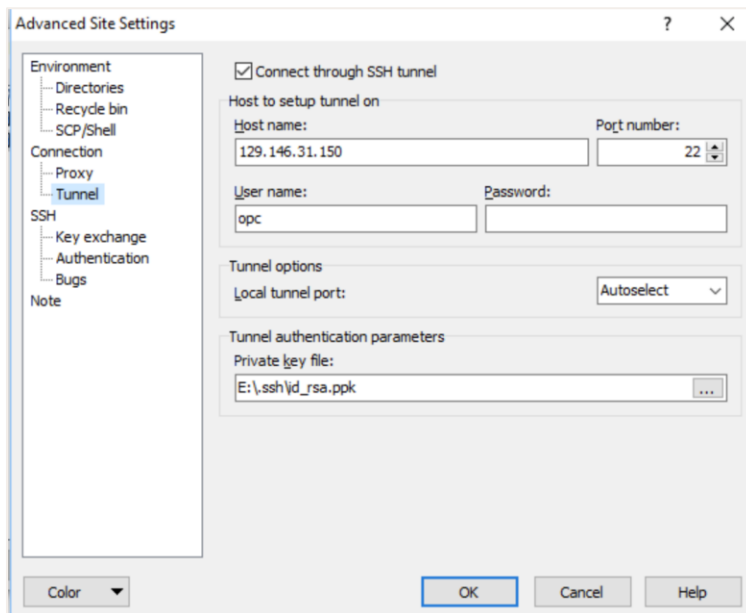 Advanced Site Settings
?
Environment
Directories
Recycle bin
SCP/Shell
Connection
Proxy
Tunnel
SSH
Key exchange
Authentication
Bugs
Note
Connect through SSH tunnel
Host to setup tunnel on
Host name: Port number:
129.146.31.150 22
User name: Password:
opc
Tunnel options
Local tunnel port: Autoselect
Tunnel authentication parameters
Private key file:
E:\.ssh\id_rsa.ppk ...
Color OK Cancel Help